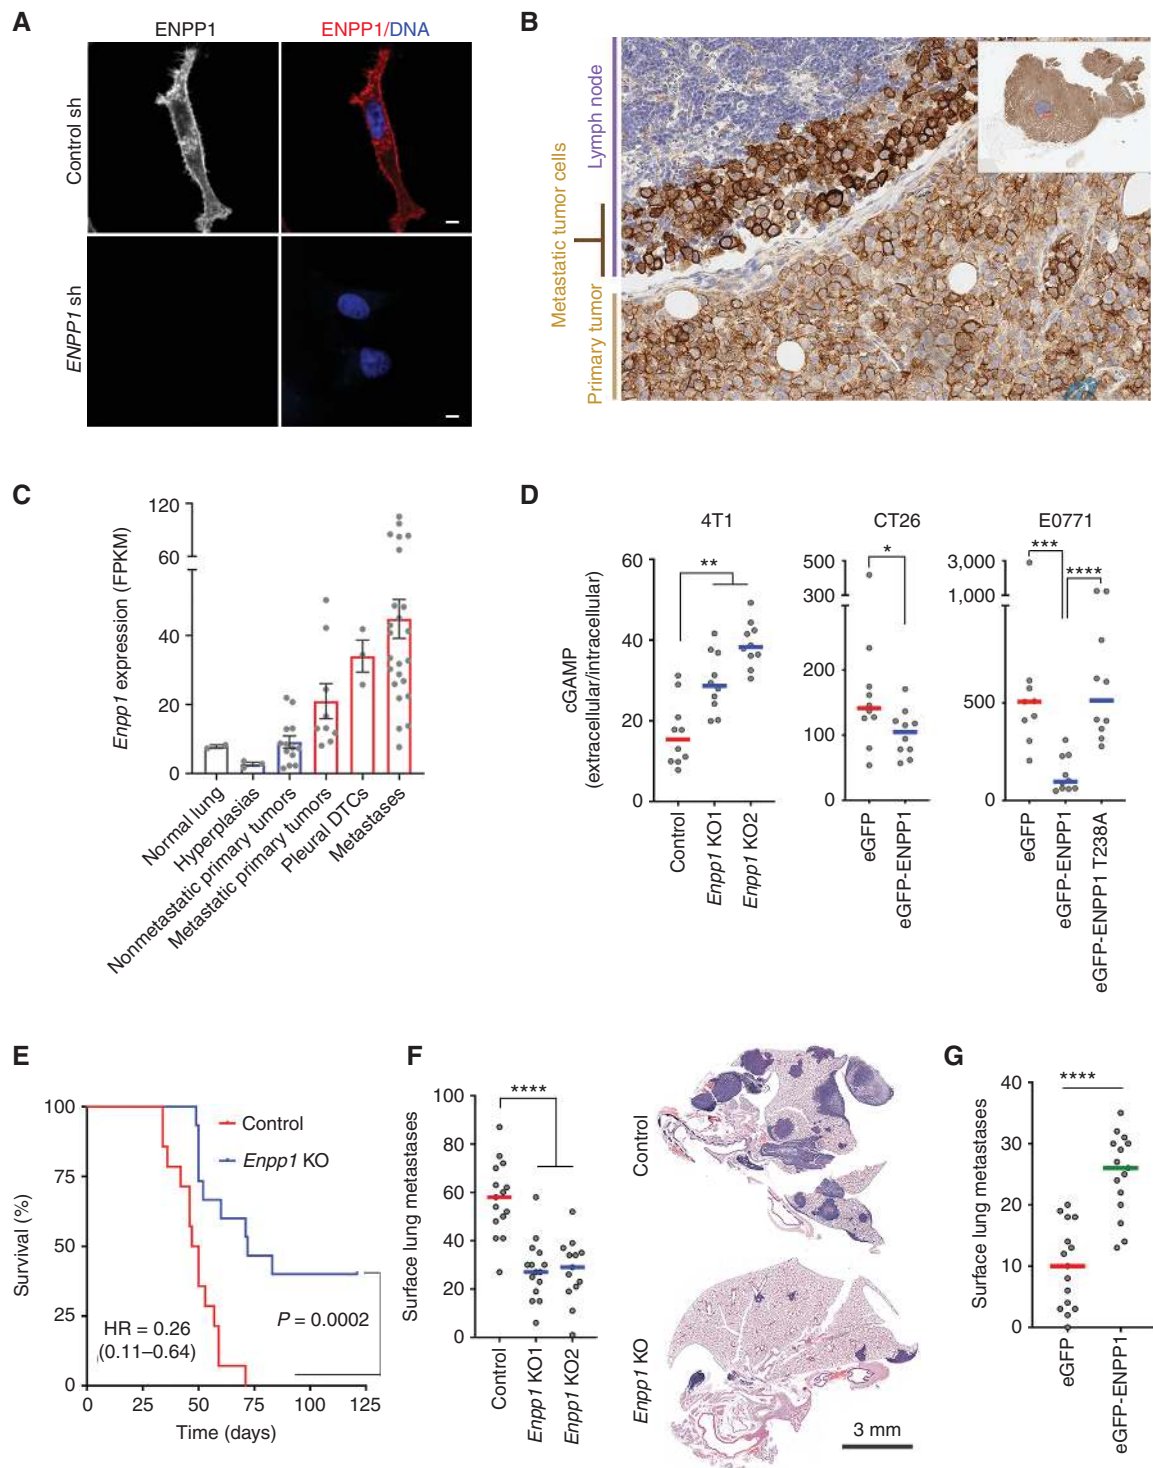 A
ENPP1
ENPP1/DNA
Control sh
ENPP1 sh
B
Lymph node
Metastatic tumor cells
Primary tumor
C
Enpp1 expression (FPKM)
120
60
40
20
0
Normal lung
Hyperplasias
Nonmetastatic primary tumors
Metastatic primary tumors
Pleural DTCs
Metastases
D
cGAMP
(extracellular/intracellular)
4T1
**
60
40
20
0
Control
Enpp1 KO1
Enpp1 KO2
CT26
*
500
300
200
100
0
eGFP
eGFP-ENPP1
E0771
***
****
3,000
1,000
500
0
eGFP
eGFP-ENPP1
eGFP-ENPP1 T238A
E
Survival (%)
100
75
50
25
0
Control
Enpp1 KO
HR = 0.26
(0.11–0.64)
P = 0.0002
0 25 50 75 100 125
Time (days)
F
Surface lung metastases
****
100
80
60
40
20
0
Control
Enpp1 KO1
Enpp1 KO2
Control
Enpp1 KO
3 mm
G
Surface lung metastases
****
40
30
20
10
0
eGFP
eGFP-ENPP1